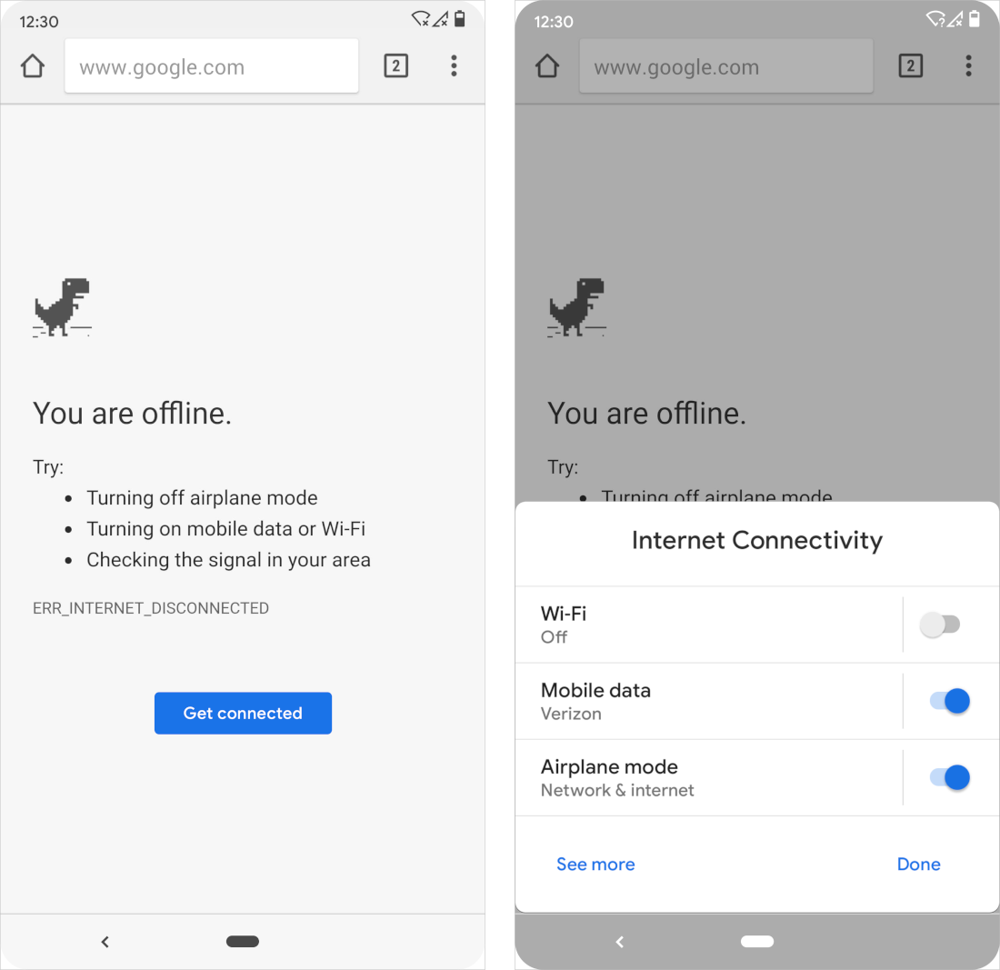 12:30
www.google.com
2
You are offline.
Try:
• Turning off airplane mode
• Turning on mobile data or Wi-Fi
• Checking the signal in your area
ERR_INTERNET_DISCONNECTED
Get connected
12:30
www.google.com
2
You are offline.
Try:
• Turning off airplane mode
Internet Connectivity
Wi-Fi
Off
Mobile data
Verizon
Airplane mode
Network & internet
See more
Done